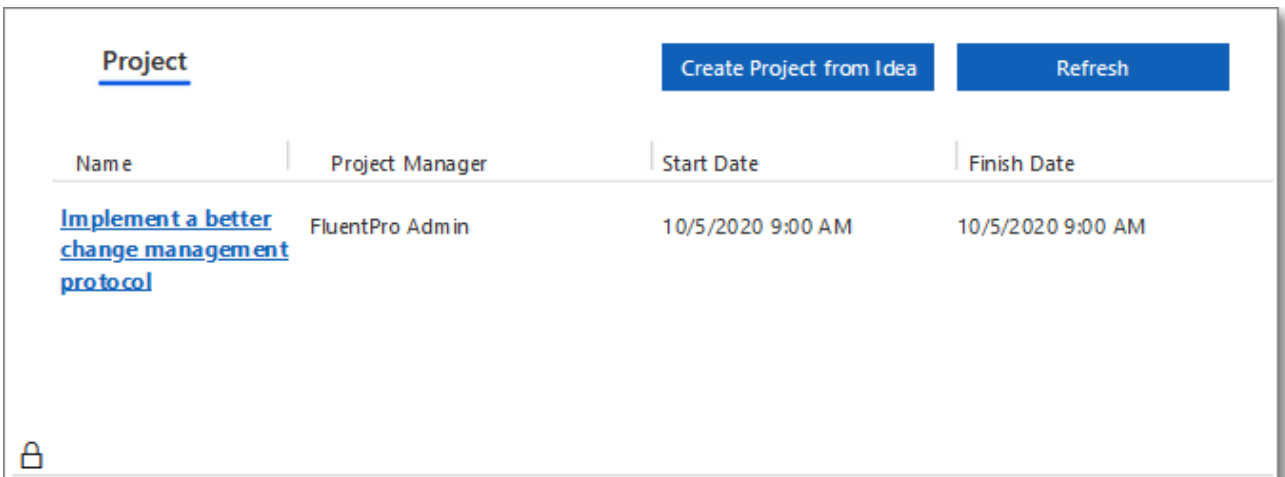 Project
Create Project from Idea
Refresh
Name
Project Manager
Start Date
Finish Date
Implement a better
change management
protocol
FluentPro Admin
10/5/2020 9:00 AM
10/5/2020 9:00 AM